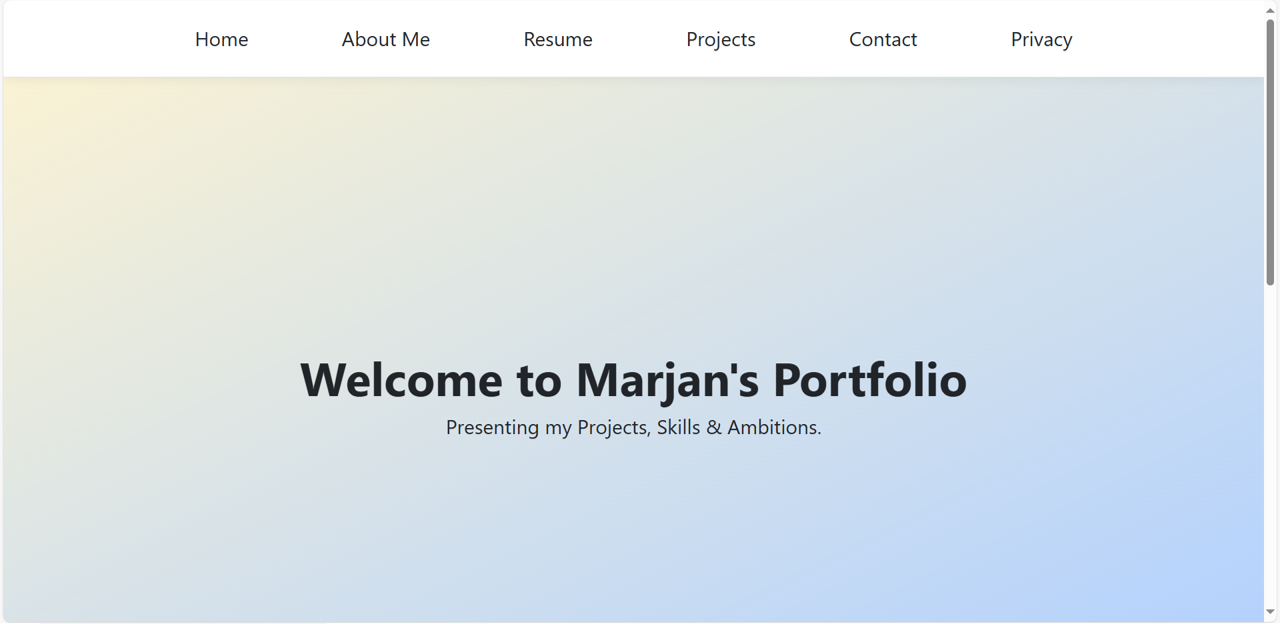 Home About Me Resume Projects Contact Privacy
Welcome to Marjan's Portfolio
Presenting my Projects, Skills & Ambitions.